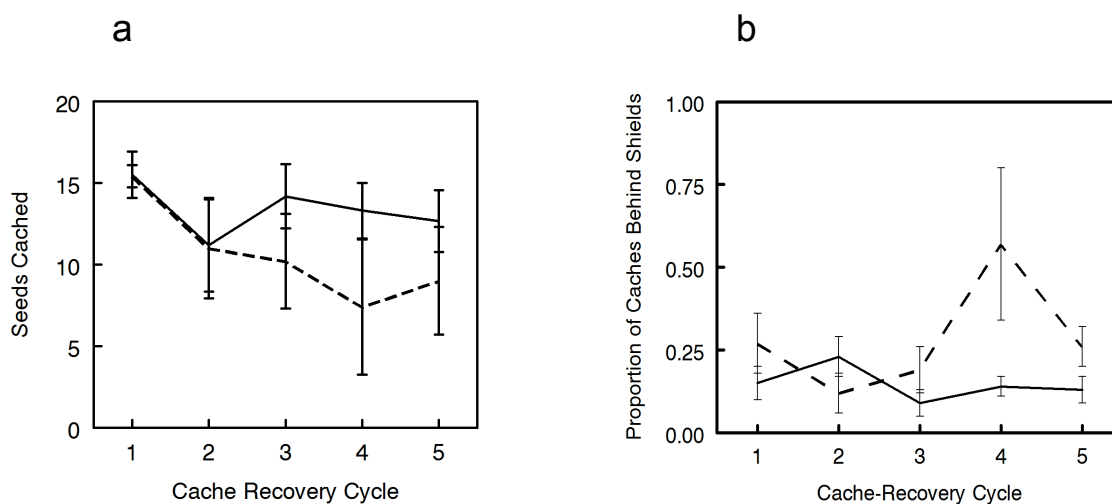 a
Seeds Cached
20
15
10
5
0
1 2 3 4 5
Cache Recovery Cycle
b
Proportion of Caches Behind Shields
1.00
0.75
0.50
0.25
0.00
1 2 3 4 5
Cache-Recovery Cycle